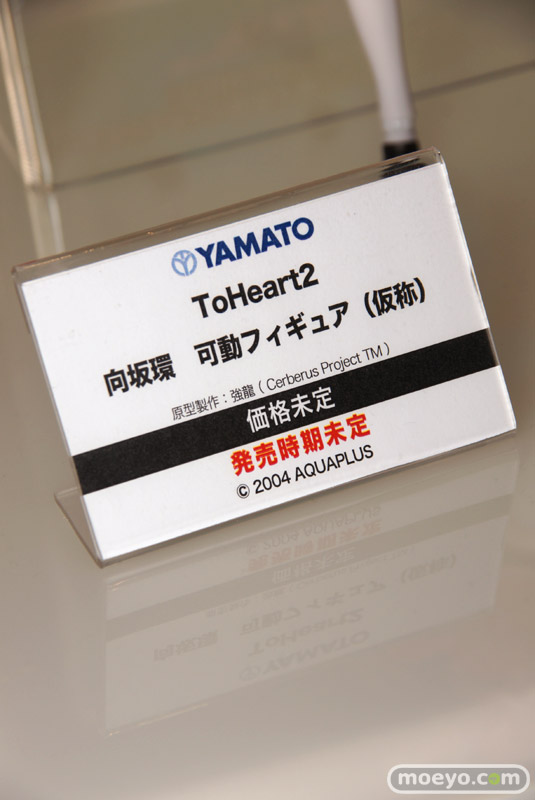 YAMATO
ToHeart2
向坂環　可動フィギュア（仮称）
原型製作：強龍 ( Cerberus Project TM )
価格未定
発売時期未定
© 2004 AQUAPLUS
moeyo.com